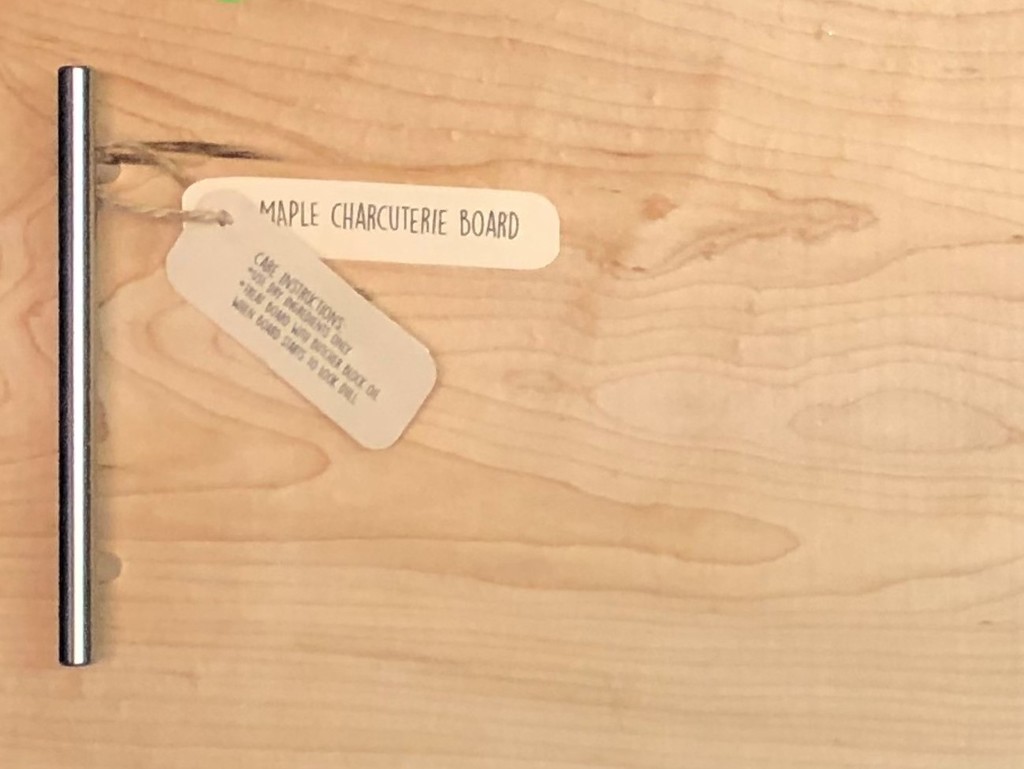 MAPLE CHARCUTERIE BOARD
CARE INSTRUCTIONS:
*USE DRY INGREDIENTS ONLY
*TREAT BOARD WITH BUTCHER BLOCK OIL
WHEN BOARD STARTS TO LOOK DULL